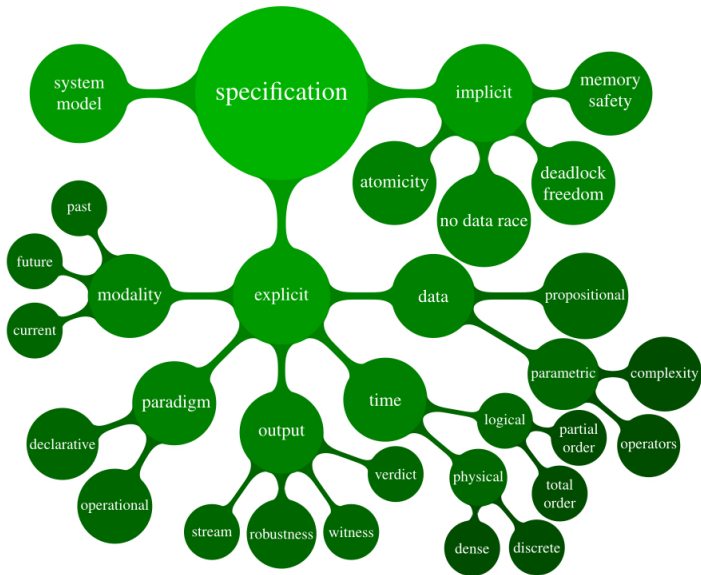 system
model
specification
implicit
memory
safety
atomicity
no data race
deadlock
freedom
past
future
current
modality
explicit
data
propositional
parametric
complexity
operators
paradigm
declarative
operational
output
stream
robustness
witness
verdict
time
logical
partial
order
total
order
physical
dense
discrete